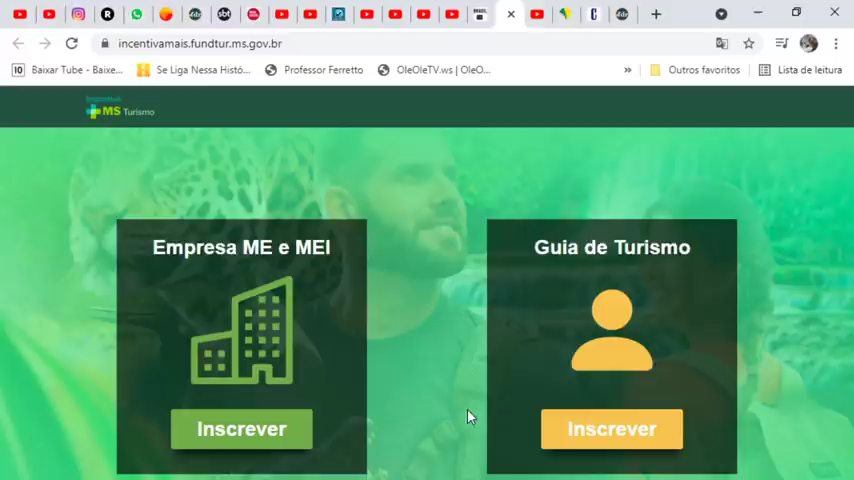 incentivamais.fundtur.ms.gov.br
Baixar Tube - Baixe...
Se Liga Nessa Histó...
Professor Ferretto
OleOleTV.ws | OleO...
»
Outros favoritos
Lista de leitura
MS Turismo
Empresa ME e MEI
Guia de Turismo
Inscrever
Inscrever